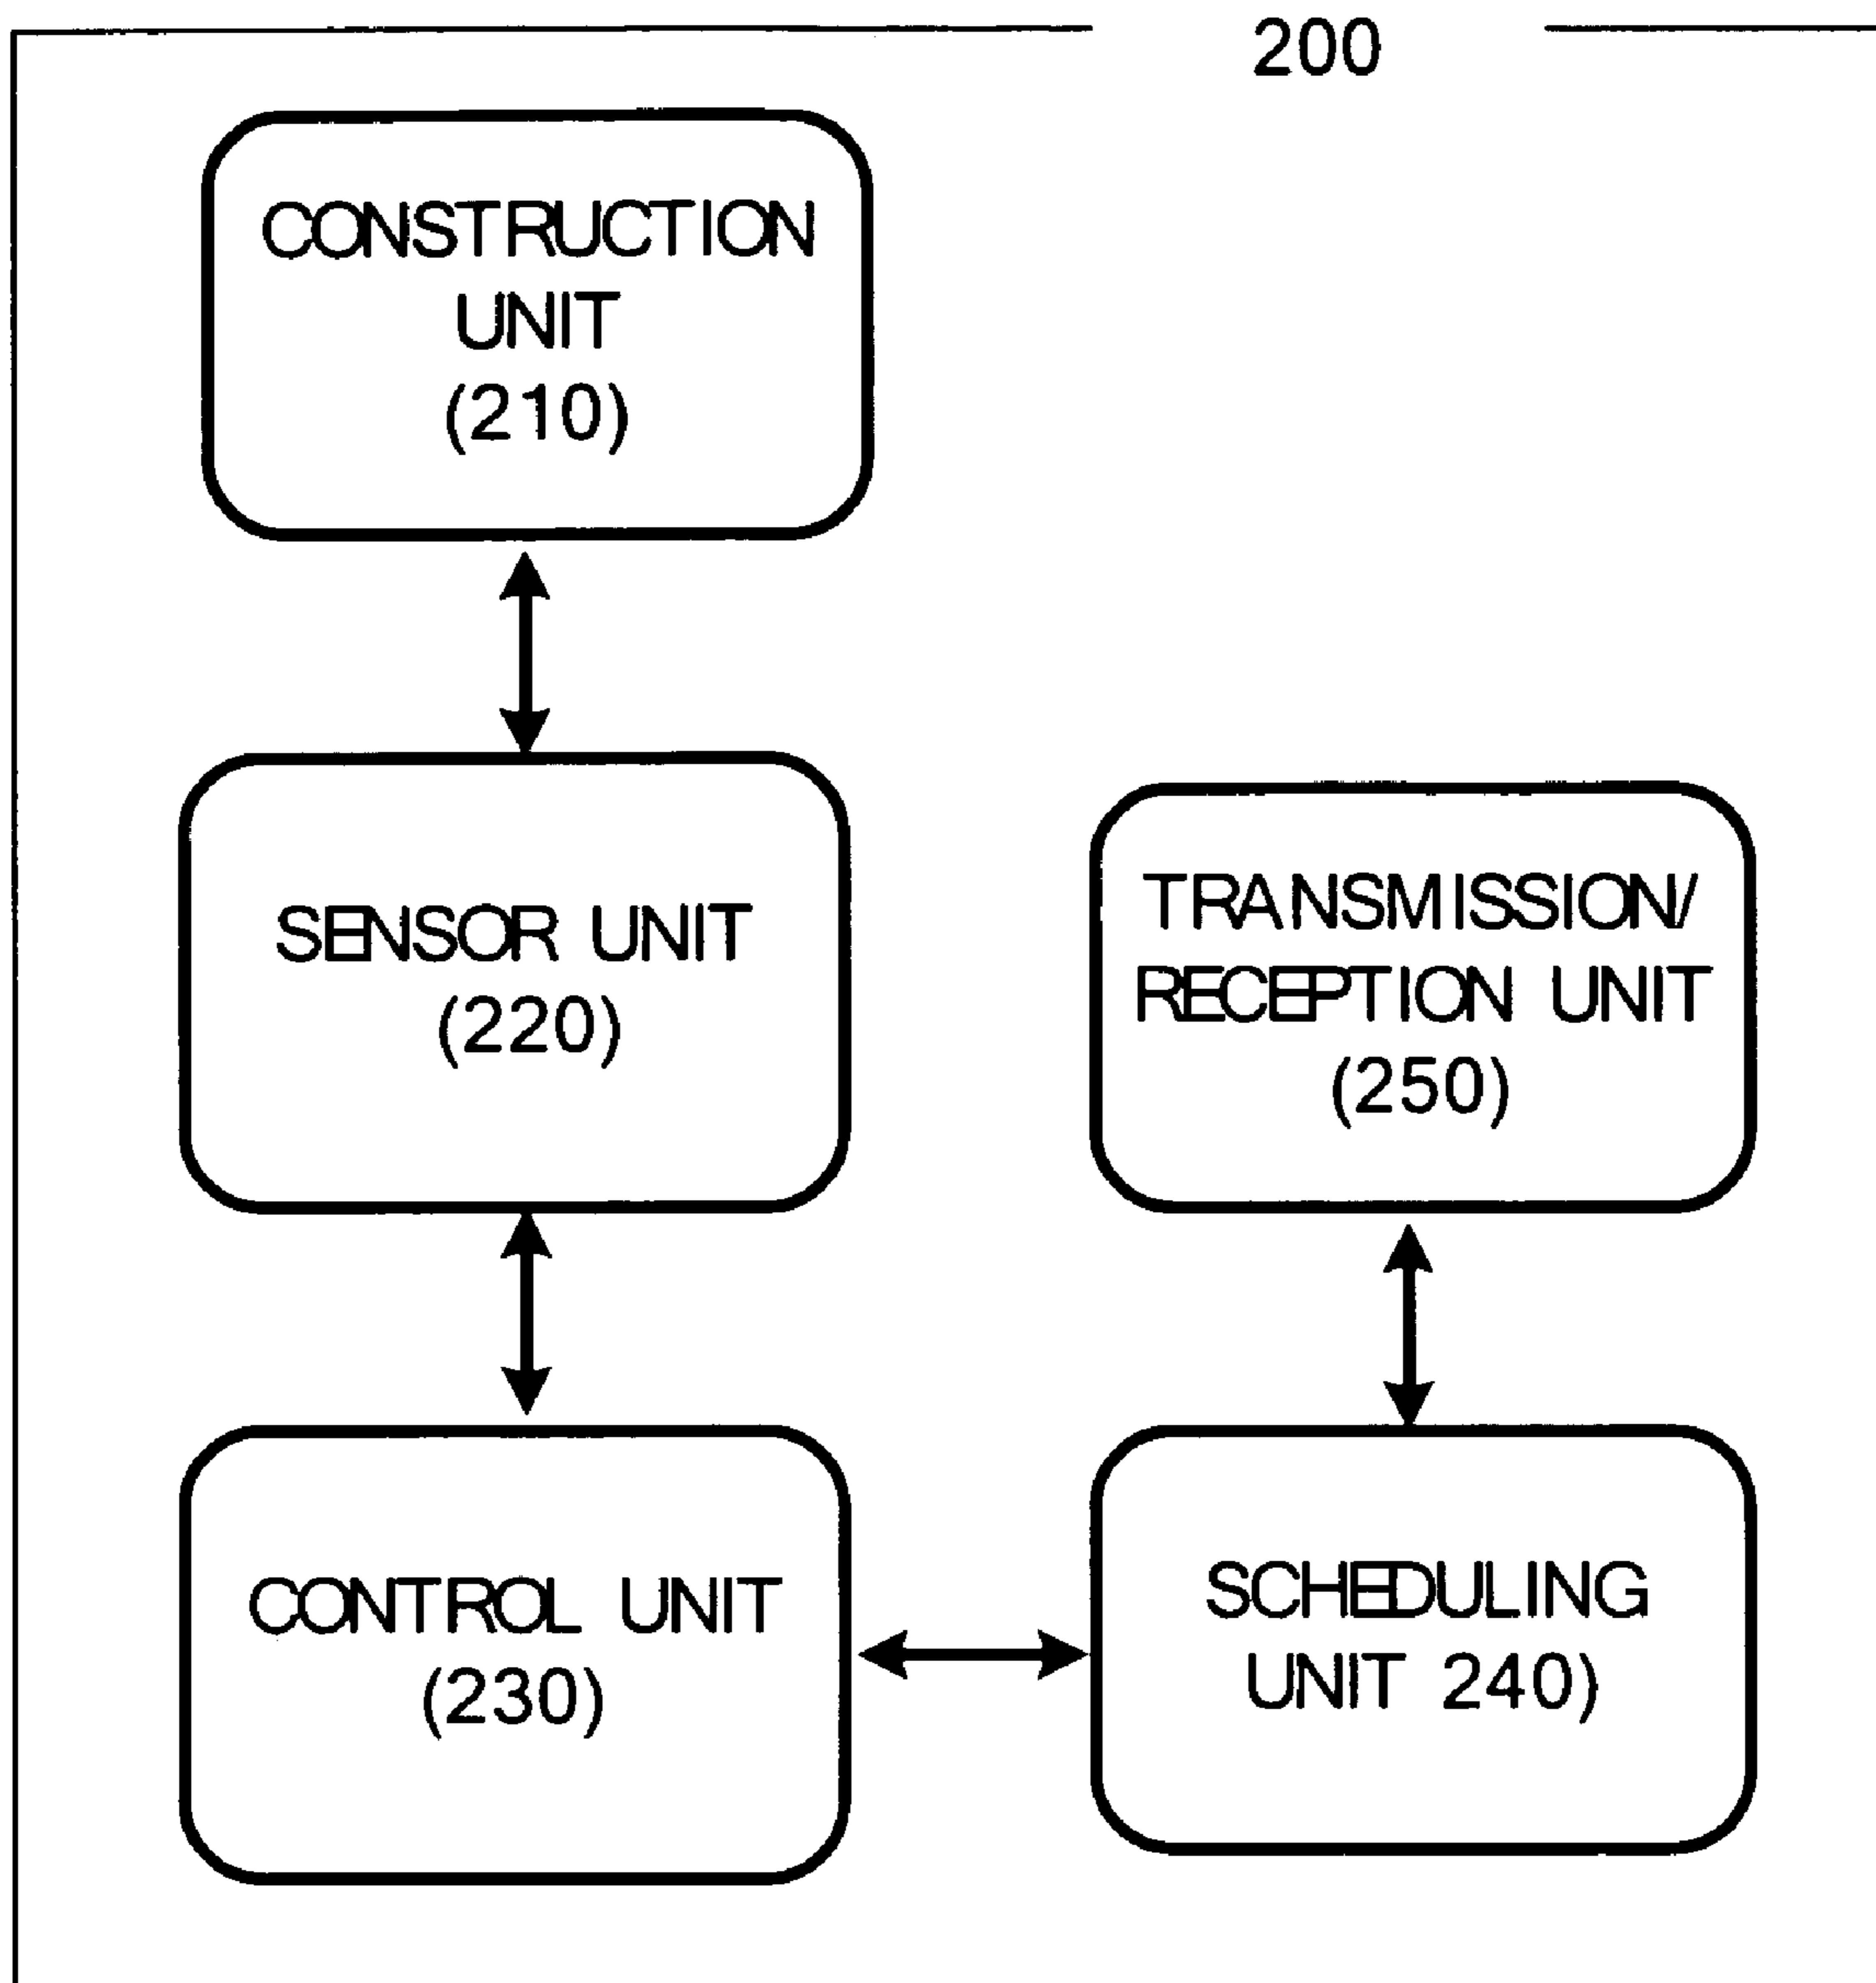 200
CONSTRUCTION
UNIT
(210)
SENSOR UNIT
(220)
TRANSMISSION/
RECEPTION UNIT
(250)
CONTROL UNIT
(230)
SCHEDULING
UNIT 240)